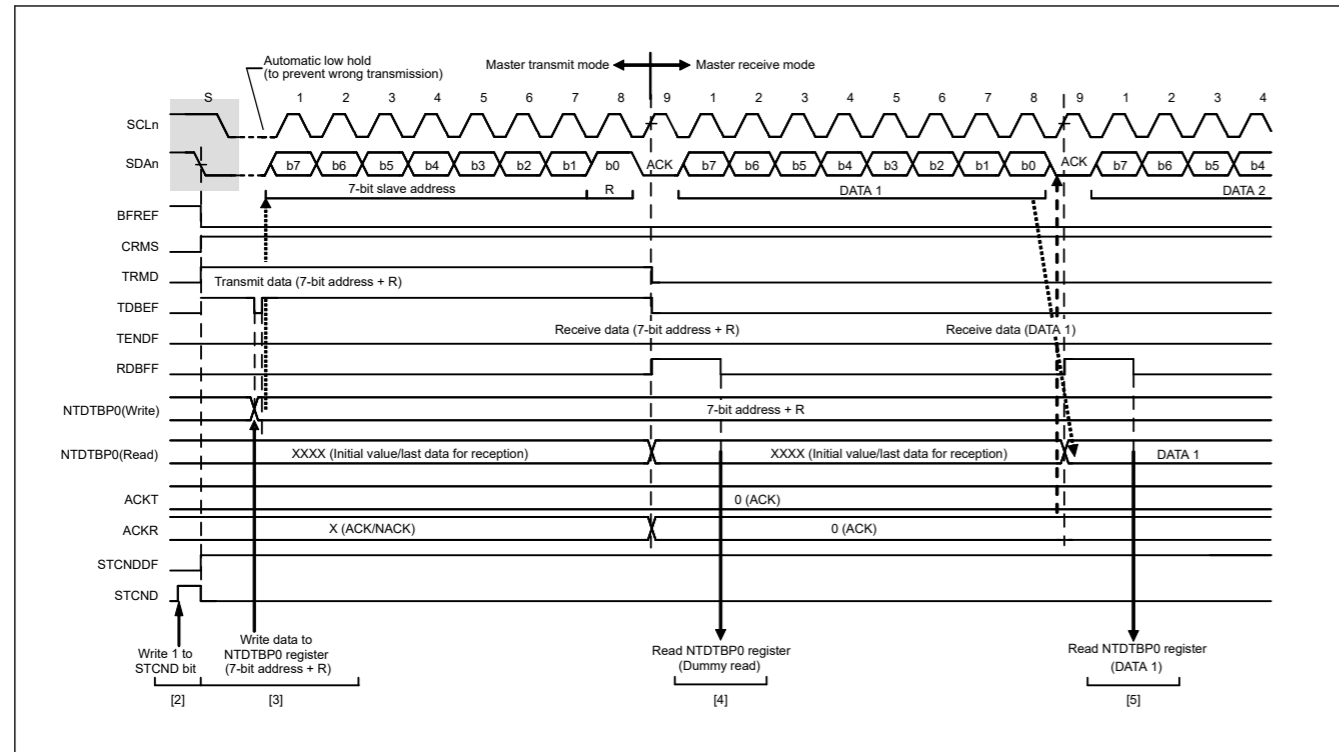 Automatic low hold
(to prevent wrong transmission)
Master transmit mode
Master receive mode
S 1 2 3 4 5 6 7 8 9 1 2 3 4 5 6 7 8 9 1 2 3 4
SCLn
SDAn b7 b6 b5 b4 b3 b2 b1 b0 ACK b7 b6 b5 b4 b3 b2 b1 b0 ACK b7 b6 b5 b4
7-bit slave address R DATA 1 DATA 2
BFREF
CRMS
TRMD Transmit data (7-bit address + R)
TDBEF
Receive data (7-bit address + R) Receive data (DATA 1)
TENDF
RDBFF
NTDTBP0(Write) 7-bit address + R
NTDTBP0(Read) XXXX (Initial value/last data for reception) XXXX (Initial value/last data for reception) DATA 1
ACKT 0 (ACK)
ACKR X (ACK/NACK) 0 (ACK)
STCNDDF
STCND
Write 1 to
STCND bit
Write data to
NTDTBP0 register
(7-bit address + R)
Read NTDTBP0 register
(Dummy read)
Read NTDTBP0 register
(DATA 1)
[2] [3] [4] [5]